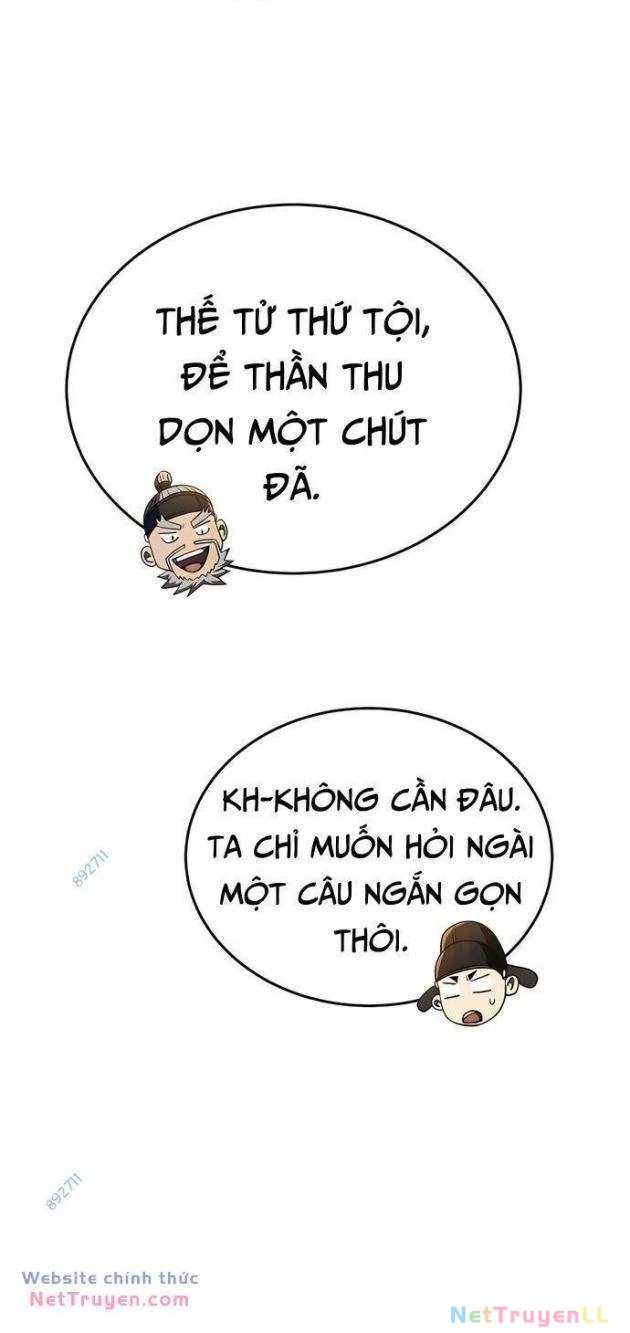 THẾ TỬ THỨ TỘI,
ĐỂ THẦN THU
DỌN MỘT CHÚT
ĐÃ.
KH-KHÔNG CẦN ĐÂU.
TA CHỈ MUỐN HỎI NGÀI
MỘT CÂU NGẮN GỌN
THÔI.
892711
892711
Website chính thức
NetTruyen.com
NetTruyenLL